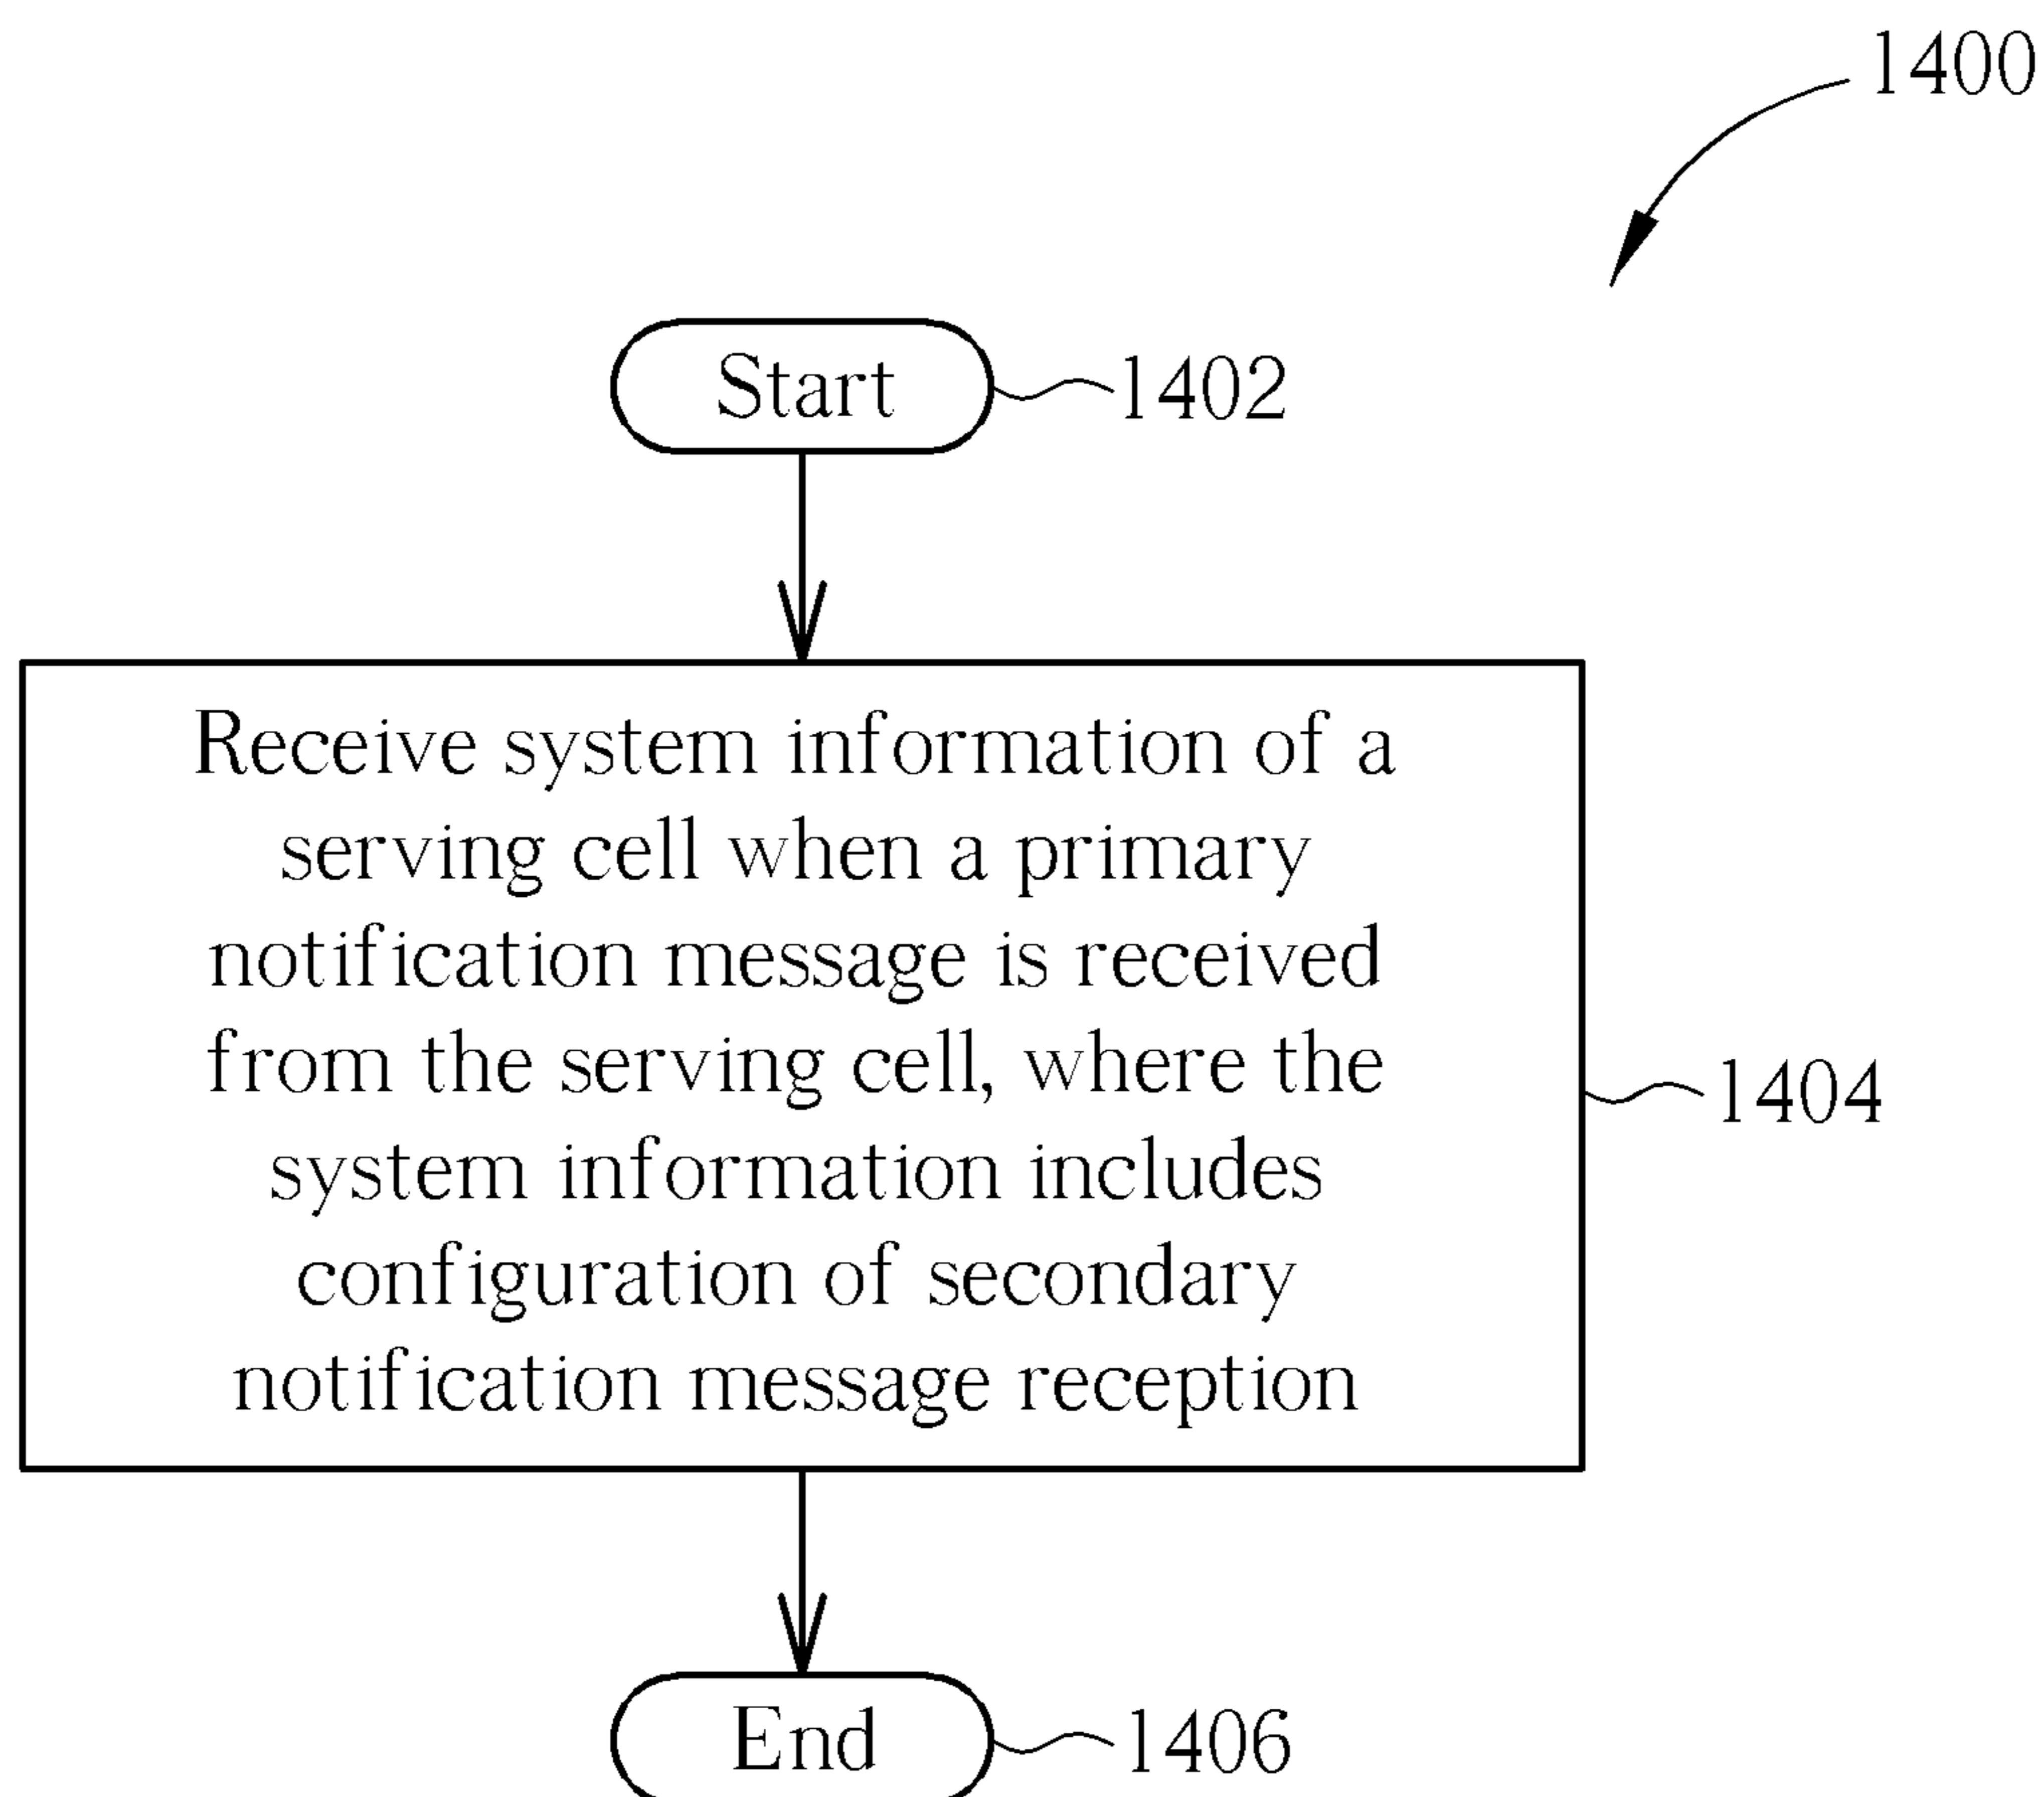 1400
Start
1402
Receive system information of a
serving cell when a primary
notification message is received
from the serving cell, where the
system information includes
configuration of secondary
notification message reception
1404
End
1406